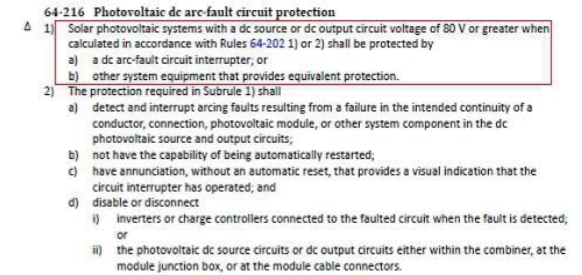 64-216 Photovoltaic dc arc-fault circuit protection
Δ 1) Solar photovoltaic systems with a dc source or dc output circuit voltage of 80 V or greater when
calculated in accordance with Rules 64-202 1) or 2) shall be protected by
a) a dc arc-fault circuit interrupter; or
b) other system equipment that provides equivalent protection.
2) The protection required in Subrule 1) shall
a) detect and interrupt arcing faults resulting from a failure in the intended continuity of a
conductor, connection, photovoltaic module, or other system component in the dc
photovoltaic source and output circuits;
b) not have the capability of being automatically restarted;
c) have annunciation, without an automatic reset, that provides a visual indication that the
circuit interrupter has operated; and
d) disable or disconnect
i) inverters or charge controllers connected to the faulted circuit when the fault is detected;
or
ii) the photovoltaic dc source circuits or dc output circuits either within the combiner, at the
module junction box, or at the module cable connectors.